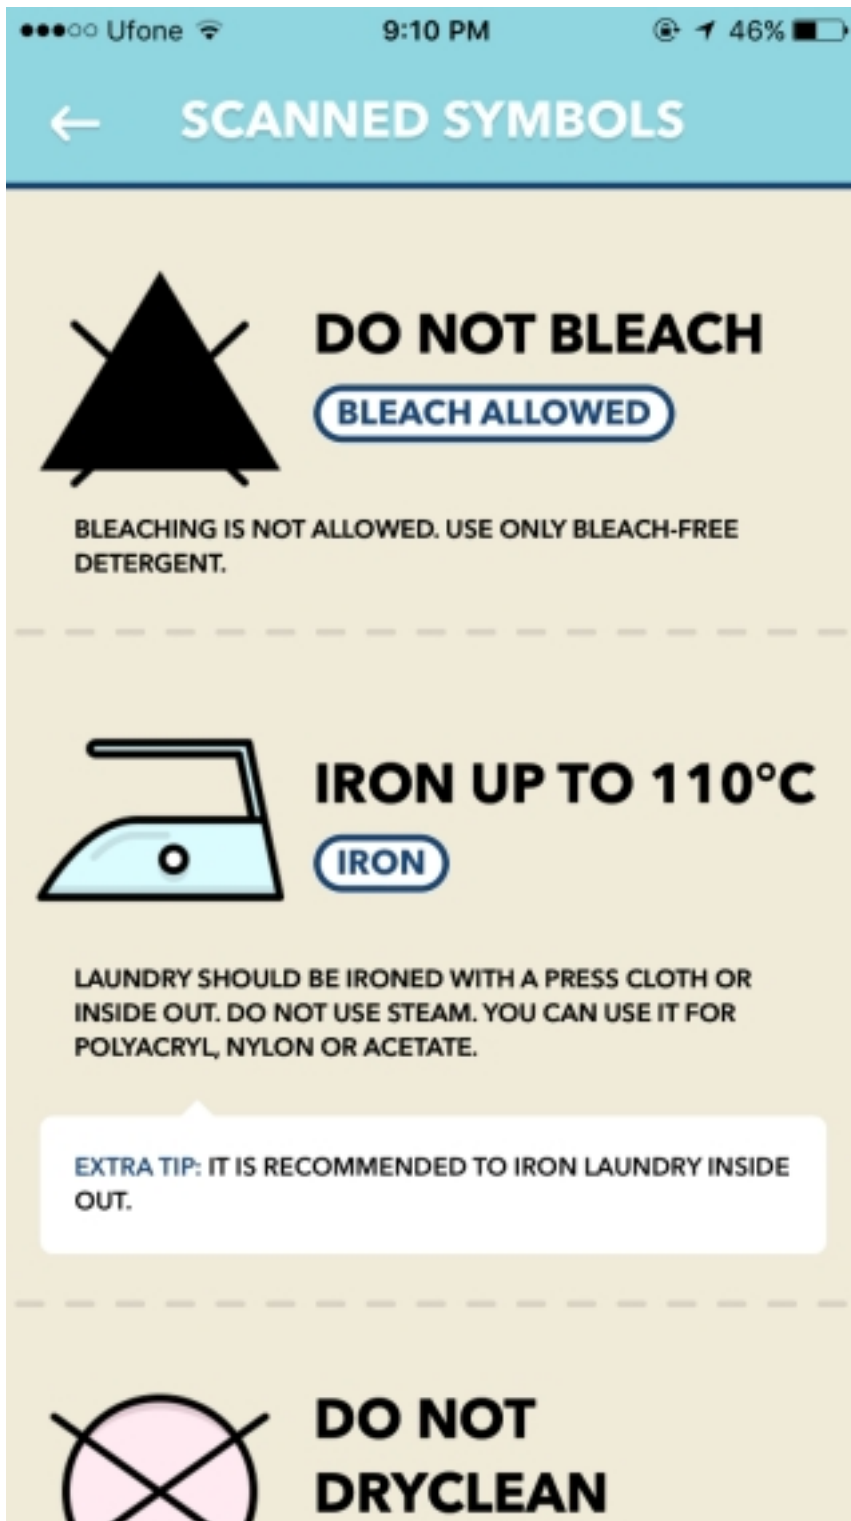 Ufone 9:10 PM 46%
SCANNED SYMBOLS
DO NOT BLEACH
BLEACH ALLOWED
BLEACHING IS NOT ALLOWED. USE ONLY BLEACH-FREE
DETERGENT.
IRON UP TO 110°C
IRON
LAUNDRY SHOULD BE IRONED WITH A PRESS CLOTH OR
INSIDE OUT. DO NOT USE STEAM. YOU CAN USE IT FOR
POLYACRYL, NYLON OR ACETATE.
EXTRA TIP: IT IS RECOMMENDED TO IRON LAUNDRY INSIDE
OUT.
DO NOT
DRYCLEAN